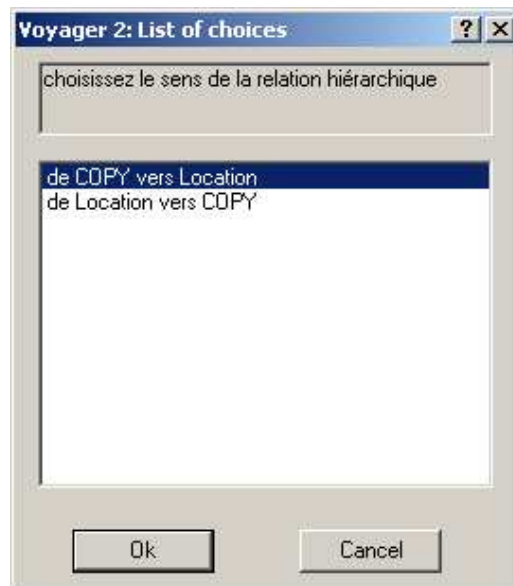 Voyager 2: List of choices
choisissez le sens de la relation hiérarchique
de COPY vers Location
de Location vers COPY
Ok
Cancel